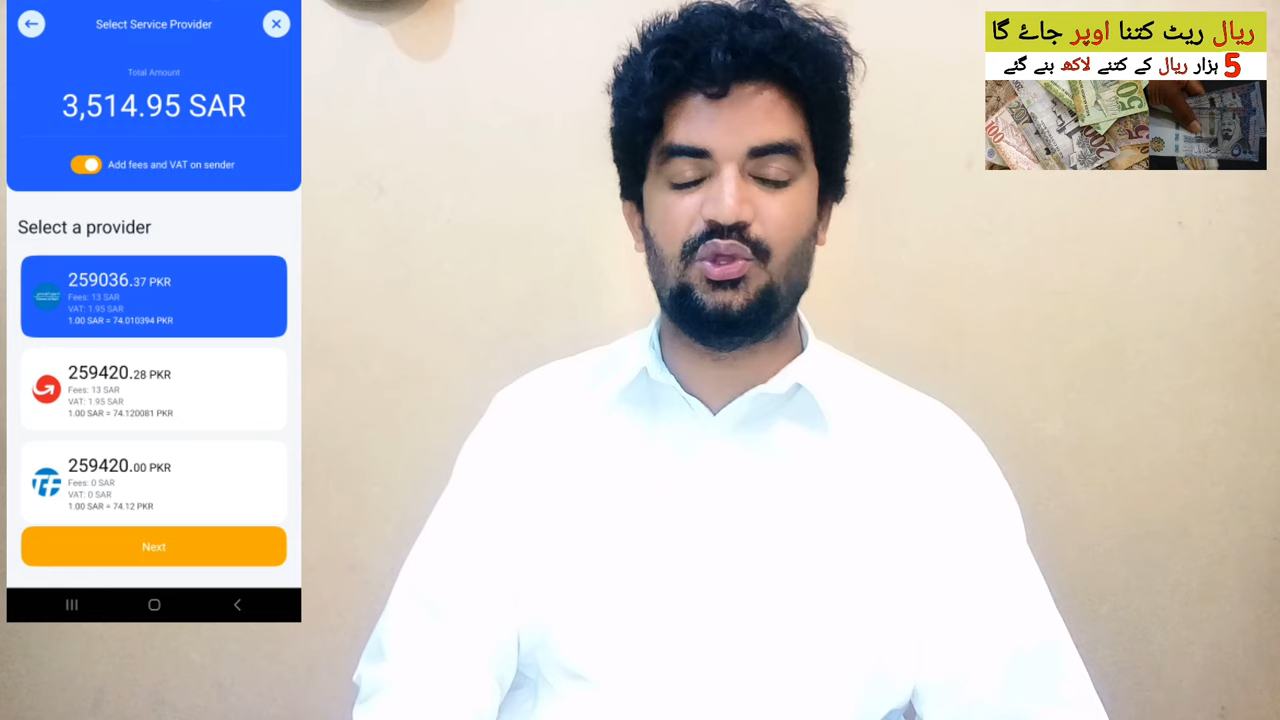 Select Service Provider
Total Amount
3,514.95 SAR
Add fees and VAT on sender
Select a provider
259036.37 PKR
Fees: 13 SAR
VAT: 1.95 SAR
1.00 SAR = 74.010394 PKR
259420.28 PKR
Fees: 13 SAR
VAT: 1.95 SAR
1.00 SAR = 74.120081 PKR
259420.00 PKR
Fees: 0 SAR
VAT: 0 SAR
1.00 SAR = 74.12 PKR
Next
ریال ریٹ کتنا اوپر جائے گا
5 ہزار ریال کے کتنے لاکھ بنے گئے